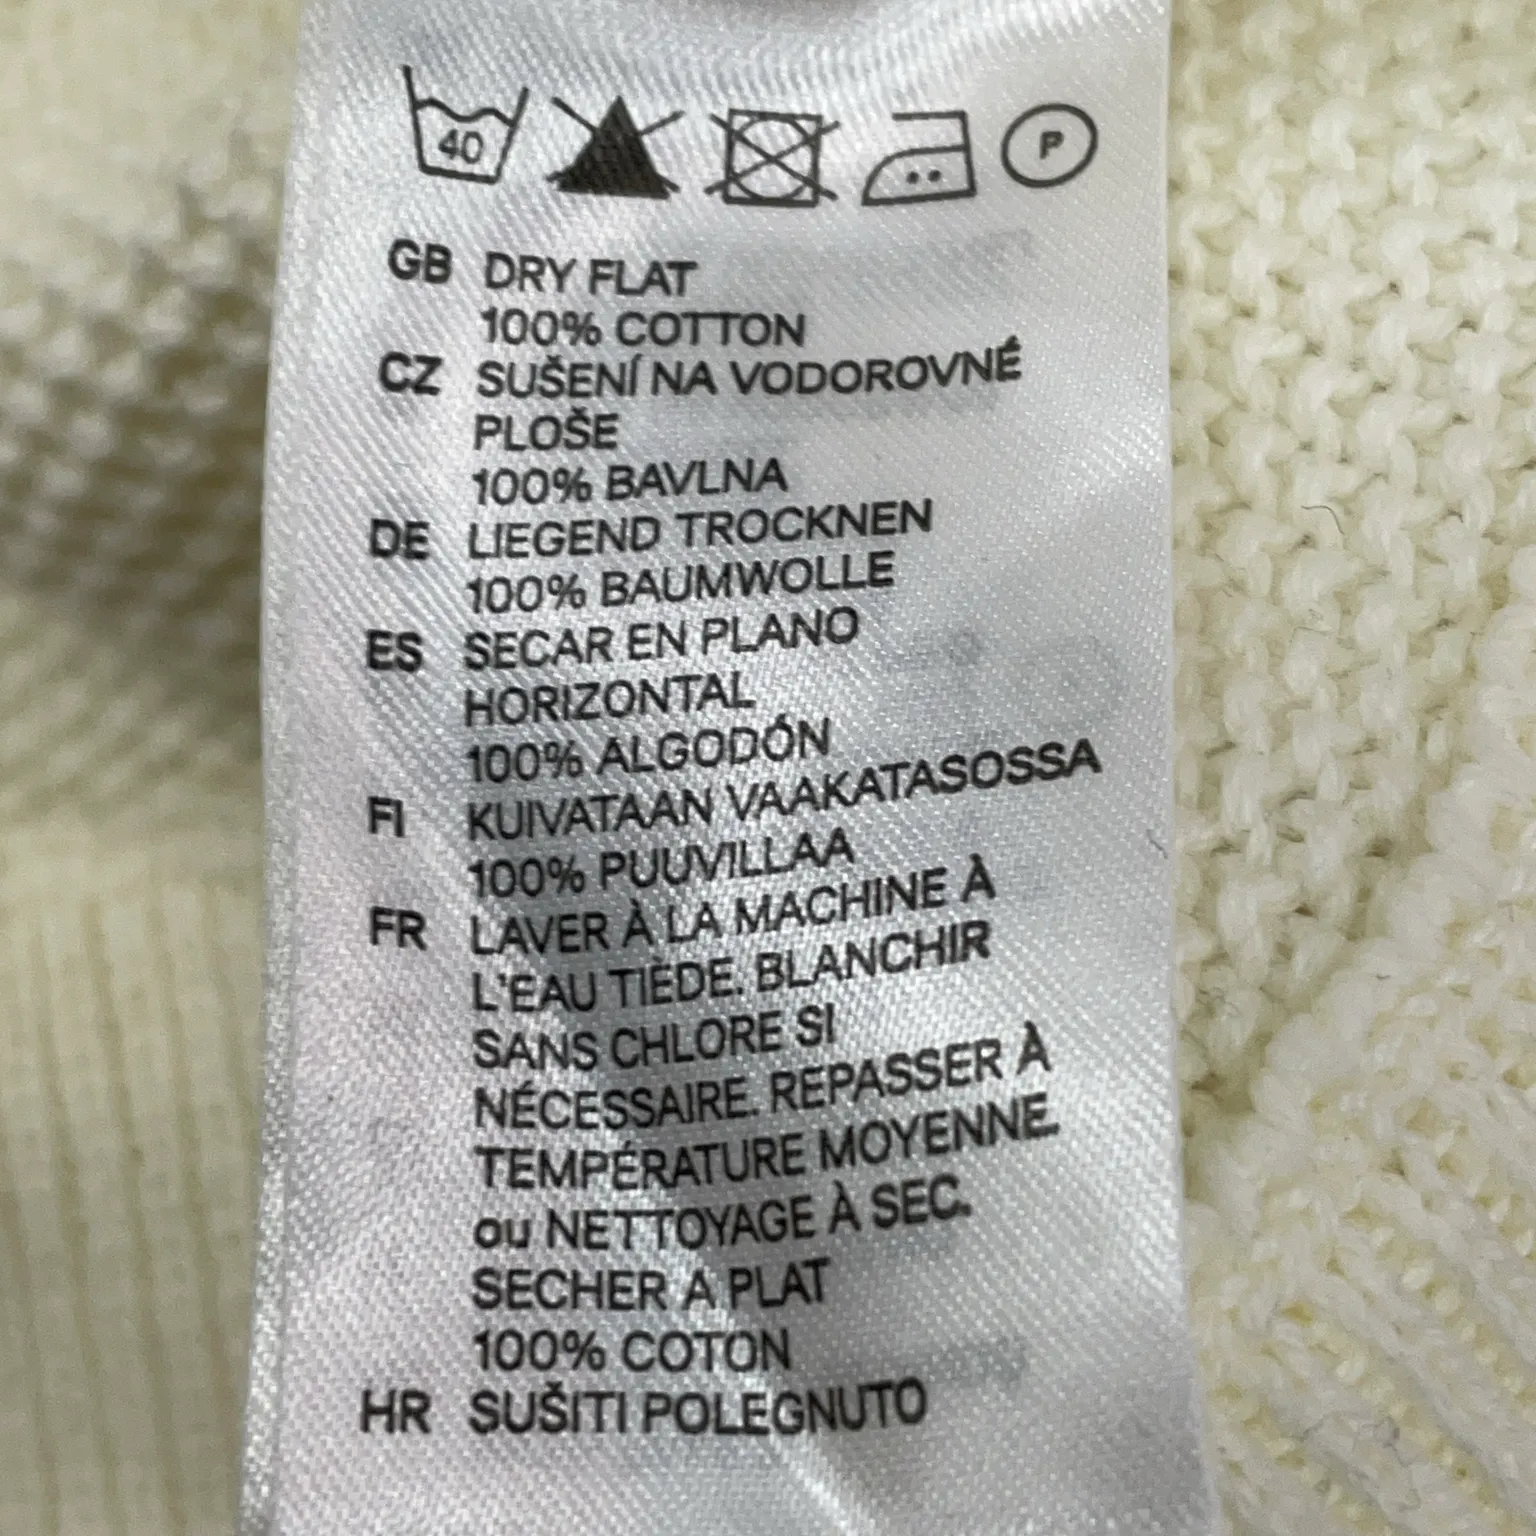 40
P
GB DRY FLAT
100% COTTON
CZ SUŠENÍ NA VODOROVNÉ
PLOŠE
100% BAVLNA
DE LIEGEND TROCKNEN
100% BAUMWOLLE
ES SECAR EN PLANO
HORIZONTAL
100% ALGODÓN
FI KUIVATAAN VAAKATASOSSA
100% PUUVILLAA
FR LAVER À LA MACHINE À
L'EAU TIÈDE. BLANCHIR
SANS CHLORE SI
NÉCESSAIRE. REPASSER À
TEMPÉRATURE MOYENNE.
ou NETTOYAGE À SEC.
SECHER A PLAT
100% COTON
HR SUŠITI POLEGNUTO